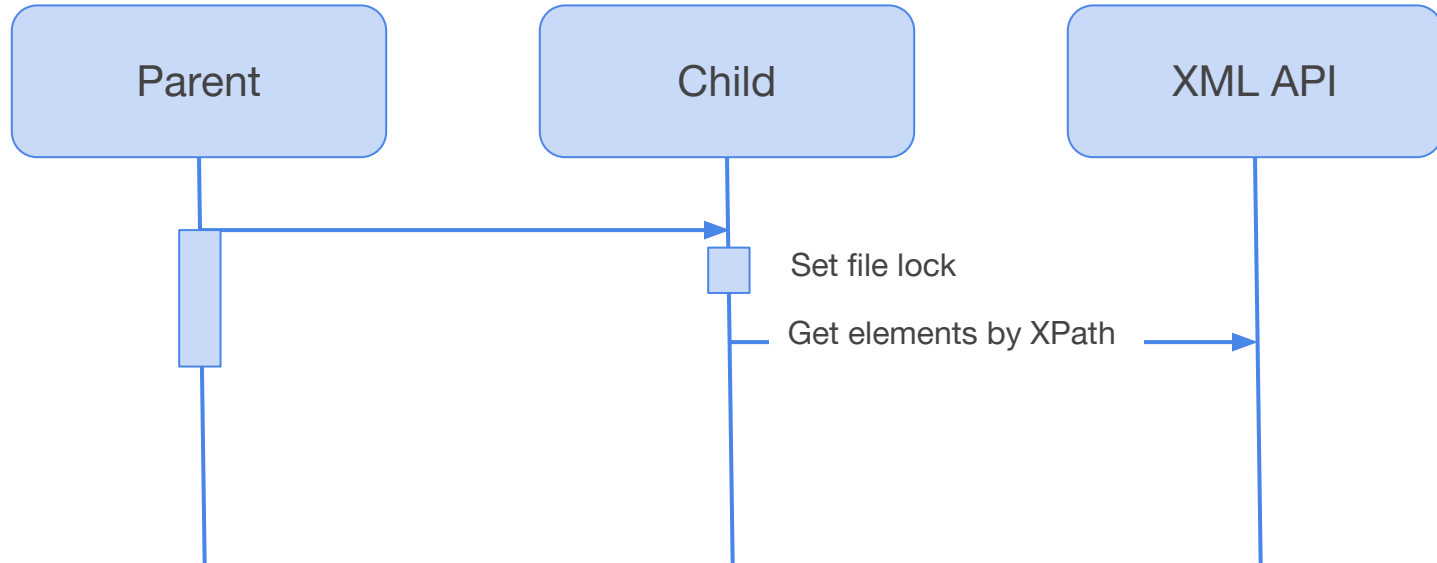 Parent
Child
XML API
Set file lock
Get elements by XPath